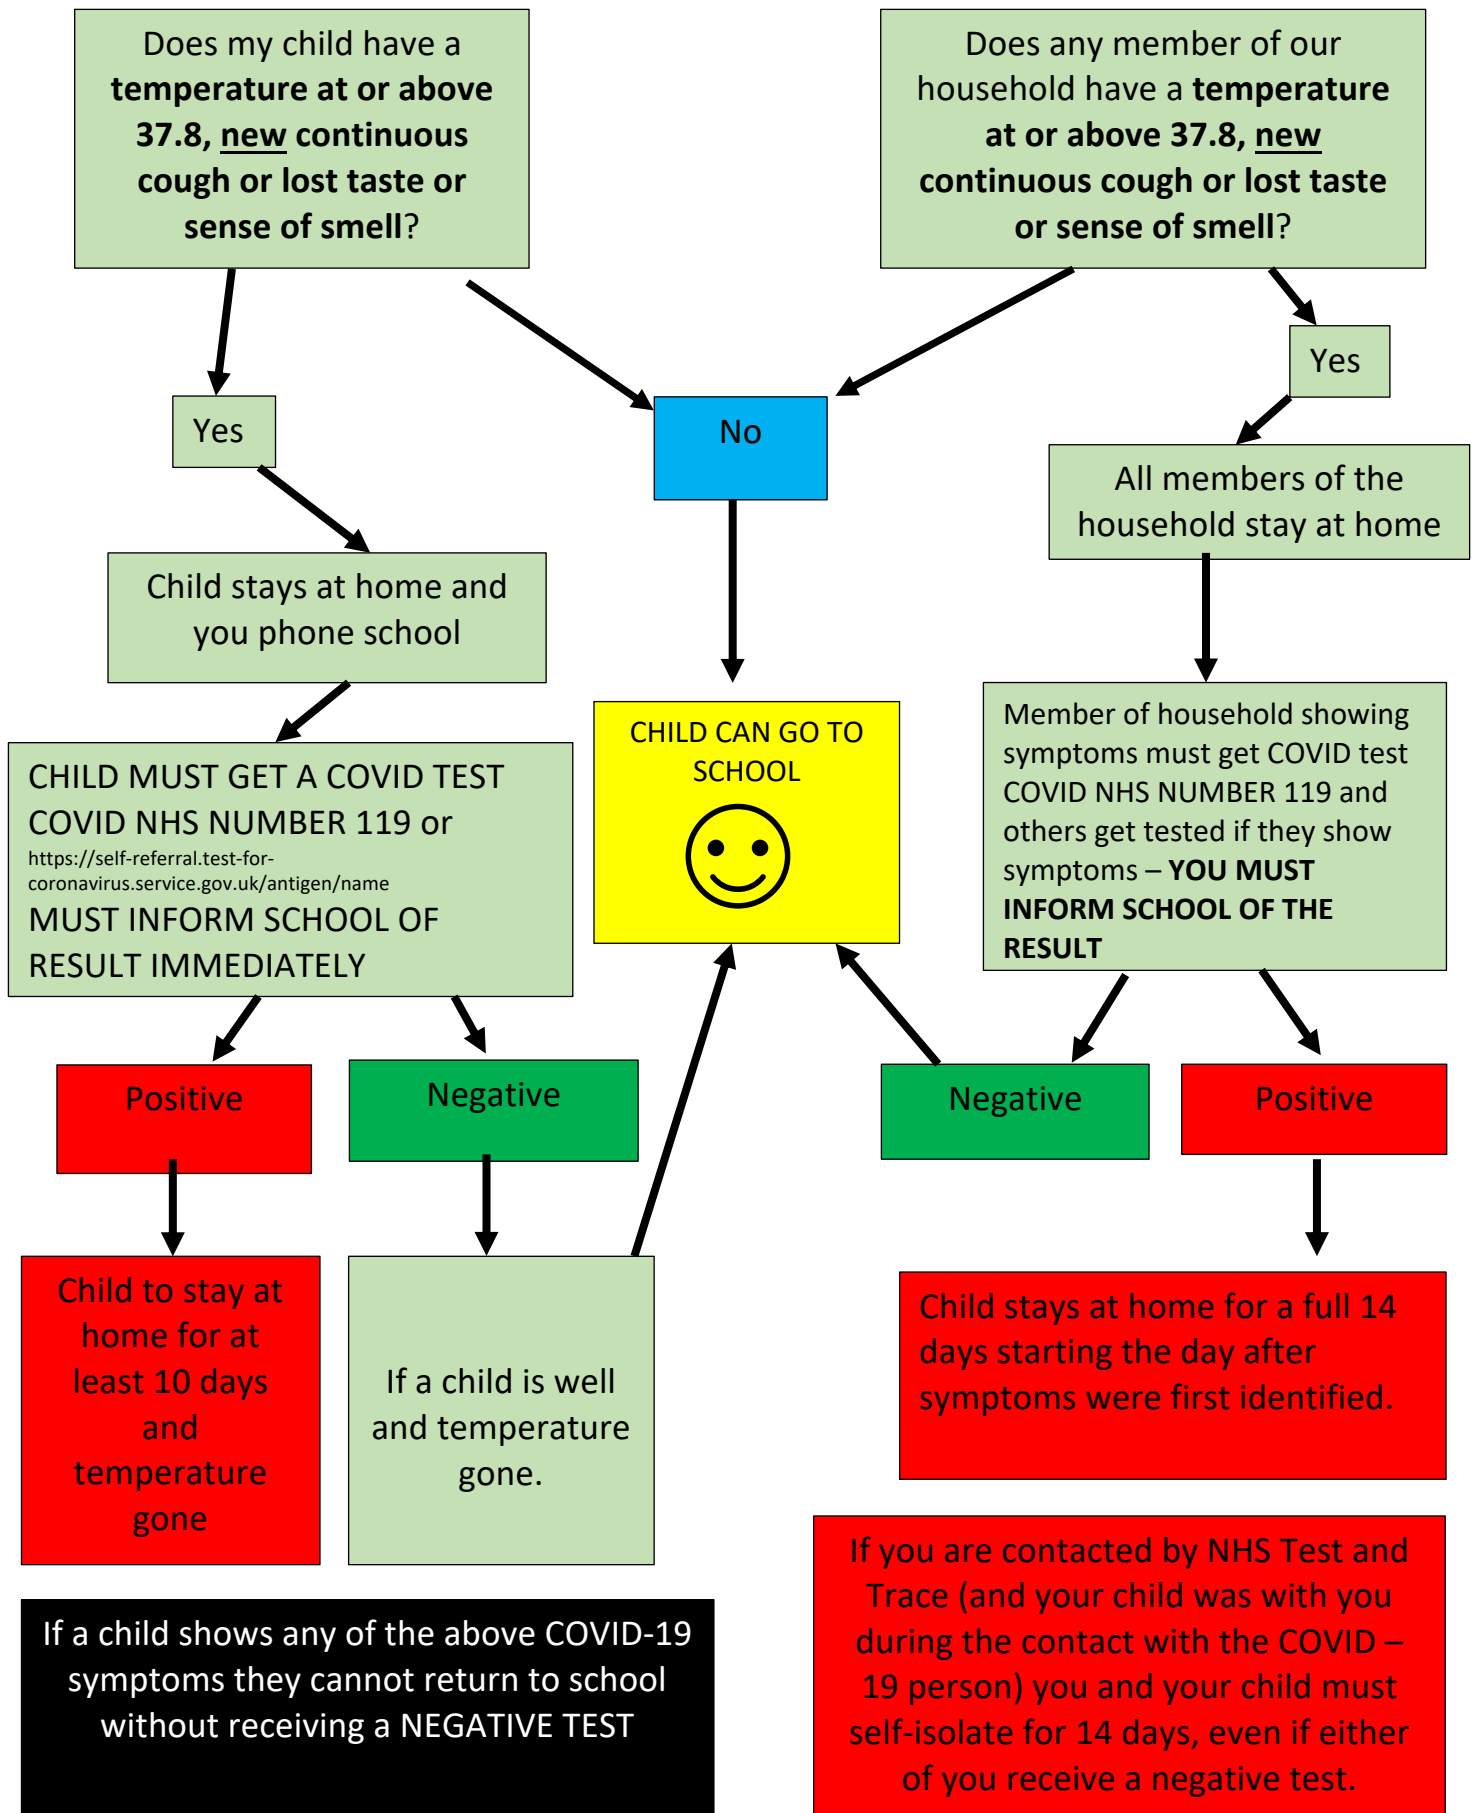 Does my child have a
temperature at or above
37.8, new continuous
cough or lost taste or
sense of smell?
Does any member of our
household have a temperature
at or above 37.8, new
continuous cough or lost taste
or sense of smell?
Yes
Yes
No
All members of the
household stay at home
Child stays at home and
you phone school
CHILD MUST GET A COVID TEST
COVID NHS NUMBER 119 or
https://self-referral.test-for-
coronavirus.service.gov.uk/antigen/name
MUST INFORM SCHOOL OF
RESULT IMMEDIATELY
CHILD CAN GO TO
SCHOOL
Member of household showing
symptoms must get COVID test
COVID NHS NUMBER 119 and
others get tested if they show
symptoms – YOU MUST
INFORM SCHOOL OF THE
RESULT
Positive
Negative
Negative
Positive
Child to stay at
home for at
least 10 days
and
temperature
gone
If a child is well
and temperature
gone.
Child stays at home for a full 14
days starting the day after
symptoms were first identified.
If a child shows any of the above COVID-19
symptoms they cannot return to school
without receiving a NEGATIVE TEST
If you are contacted by NHS Test and
Trace (and your child was with you
during the contact with the COVID –
19 person) you and your child must
self-isolate for 14 days, even if either
of you receive a negative test.